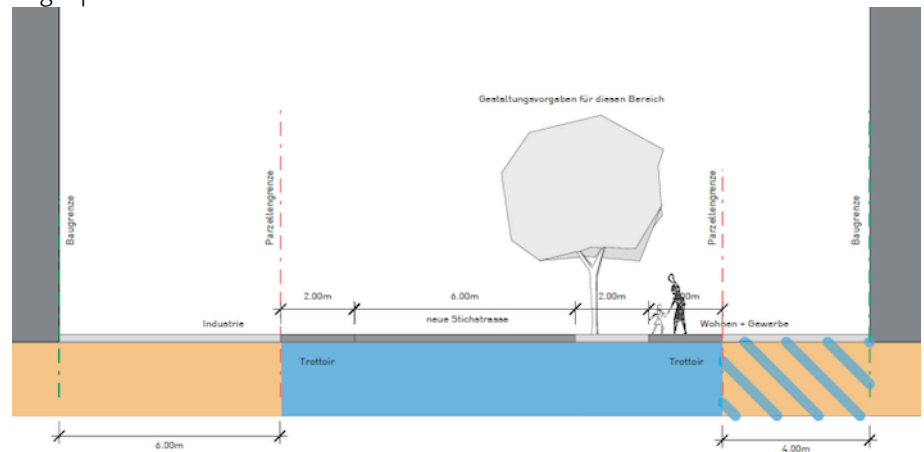 Gestaltungsvorgaben für diesen Bereich
Baugrenze
Parzellengrenze
Parzellengrenze
Baugrenze
2.00m
6.00m
2.00m
Industrie
neue Stichstrasse
Wohnen + Gewerbe
Trottoir
Trottoir
6.00m
4.00m